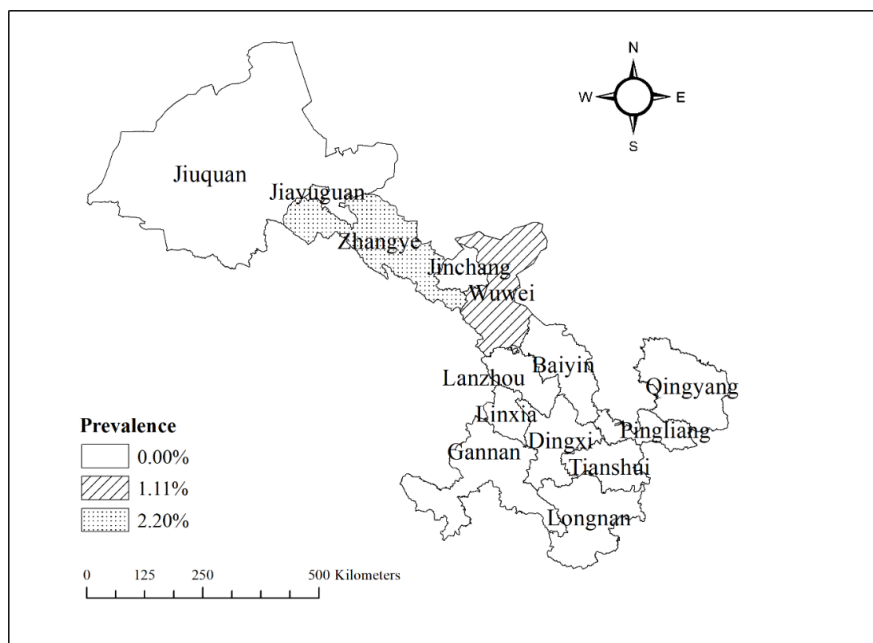 N
W E
S
Jiuquan
Jiayuguan
Zhangye
Jinchang
Wuwei
Baiyin
Lanzhou
Qingyang
Linxia
Pingliang
Dingxi
Gannan
Tianshui
Longnan
Prevalence
0.00%
1.11%
2.20%
0 125 250 500 Kilometers